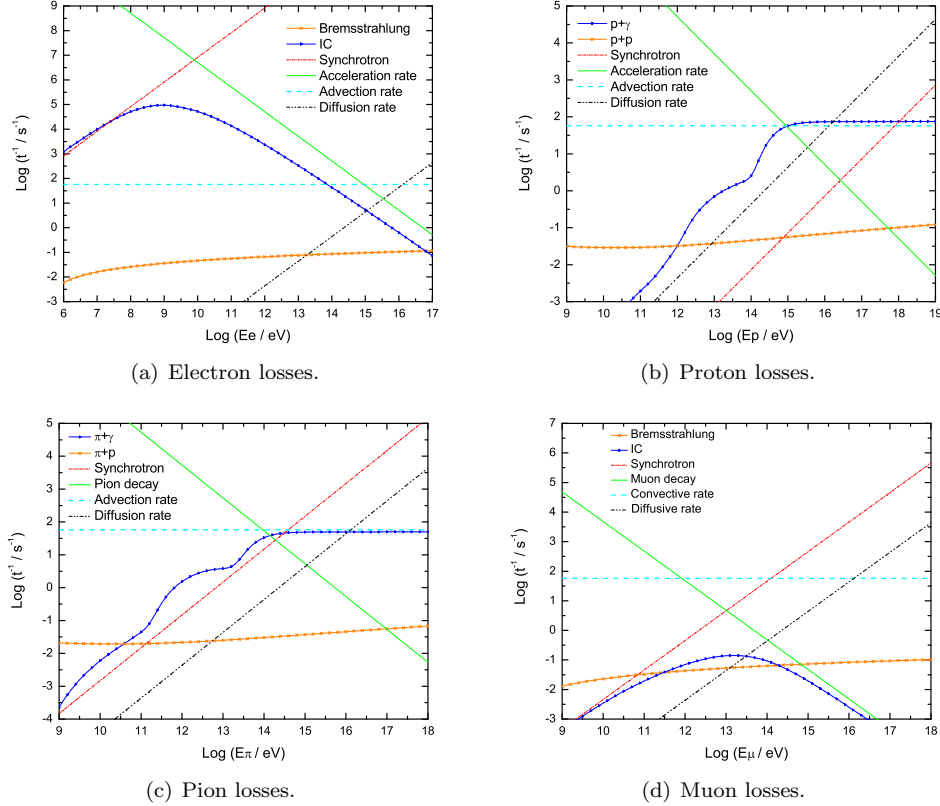 Bremsstrahlung
IC
Synchrotron
Acceleration rate
Advection rate
Diffusion rate
Log (t⁻¹ / s⁻¹)
9
8
7
6
5
4
3
2
1
0
-1
-2
-3
6 7 8 9 10 11 12 13 14 15 16 17
Log (Ee / eV)
(a) Electron losses.
p+γ
p+p
Synchrotron
Acceleration rate
Advection rate
Diffusion rate
Log (t⁻¹ / s⁻¹)
5
4
3
2
1
0
-1
-2
-3
9 10 11 12 13 14 15 16 17 18 19
Log (Ep / eV)
(b) Proton losses.
π+γ
π+p
Synchrotron
Pion decay
Advection rate
Diffusion rate
Log (t⁻¹ / s⁻¹)
5
4
3
2
1
0
-1
-2
-3
-4
9 10 11 12 13 14 15 16 17 18
Log (Eπ / eV)
(c) Pion losses.
Bremsstrahlung
IC
Synchrotron
Muon decay
Convective rate
Diffusive rate
Log (t⁻¹ / s⁻¹)
7
6
5
4
3
2
1
0
-1
-2
-3
9 10 11 12 13 14 15 16 17 18
Log (Eμ / eV)
(d) Muon losses.